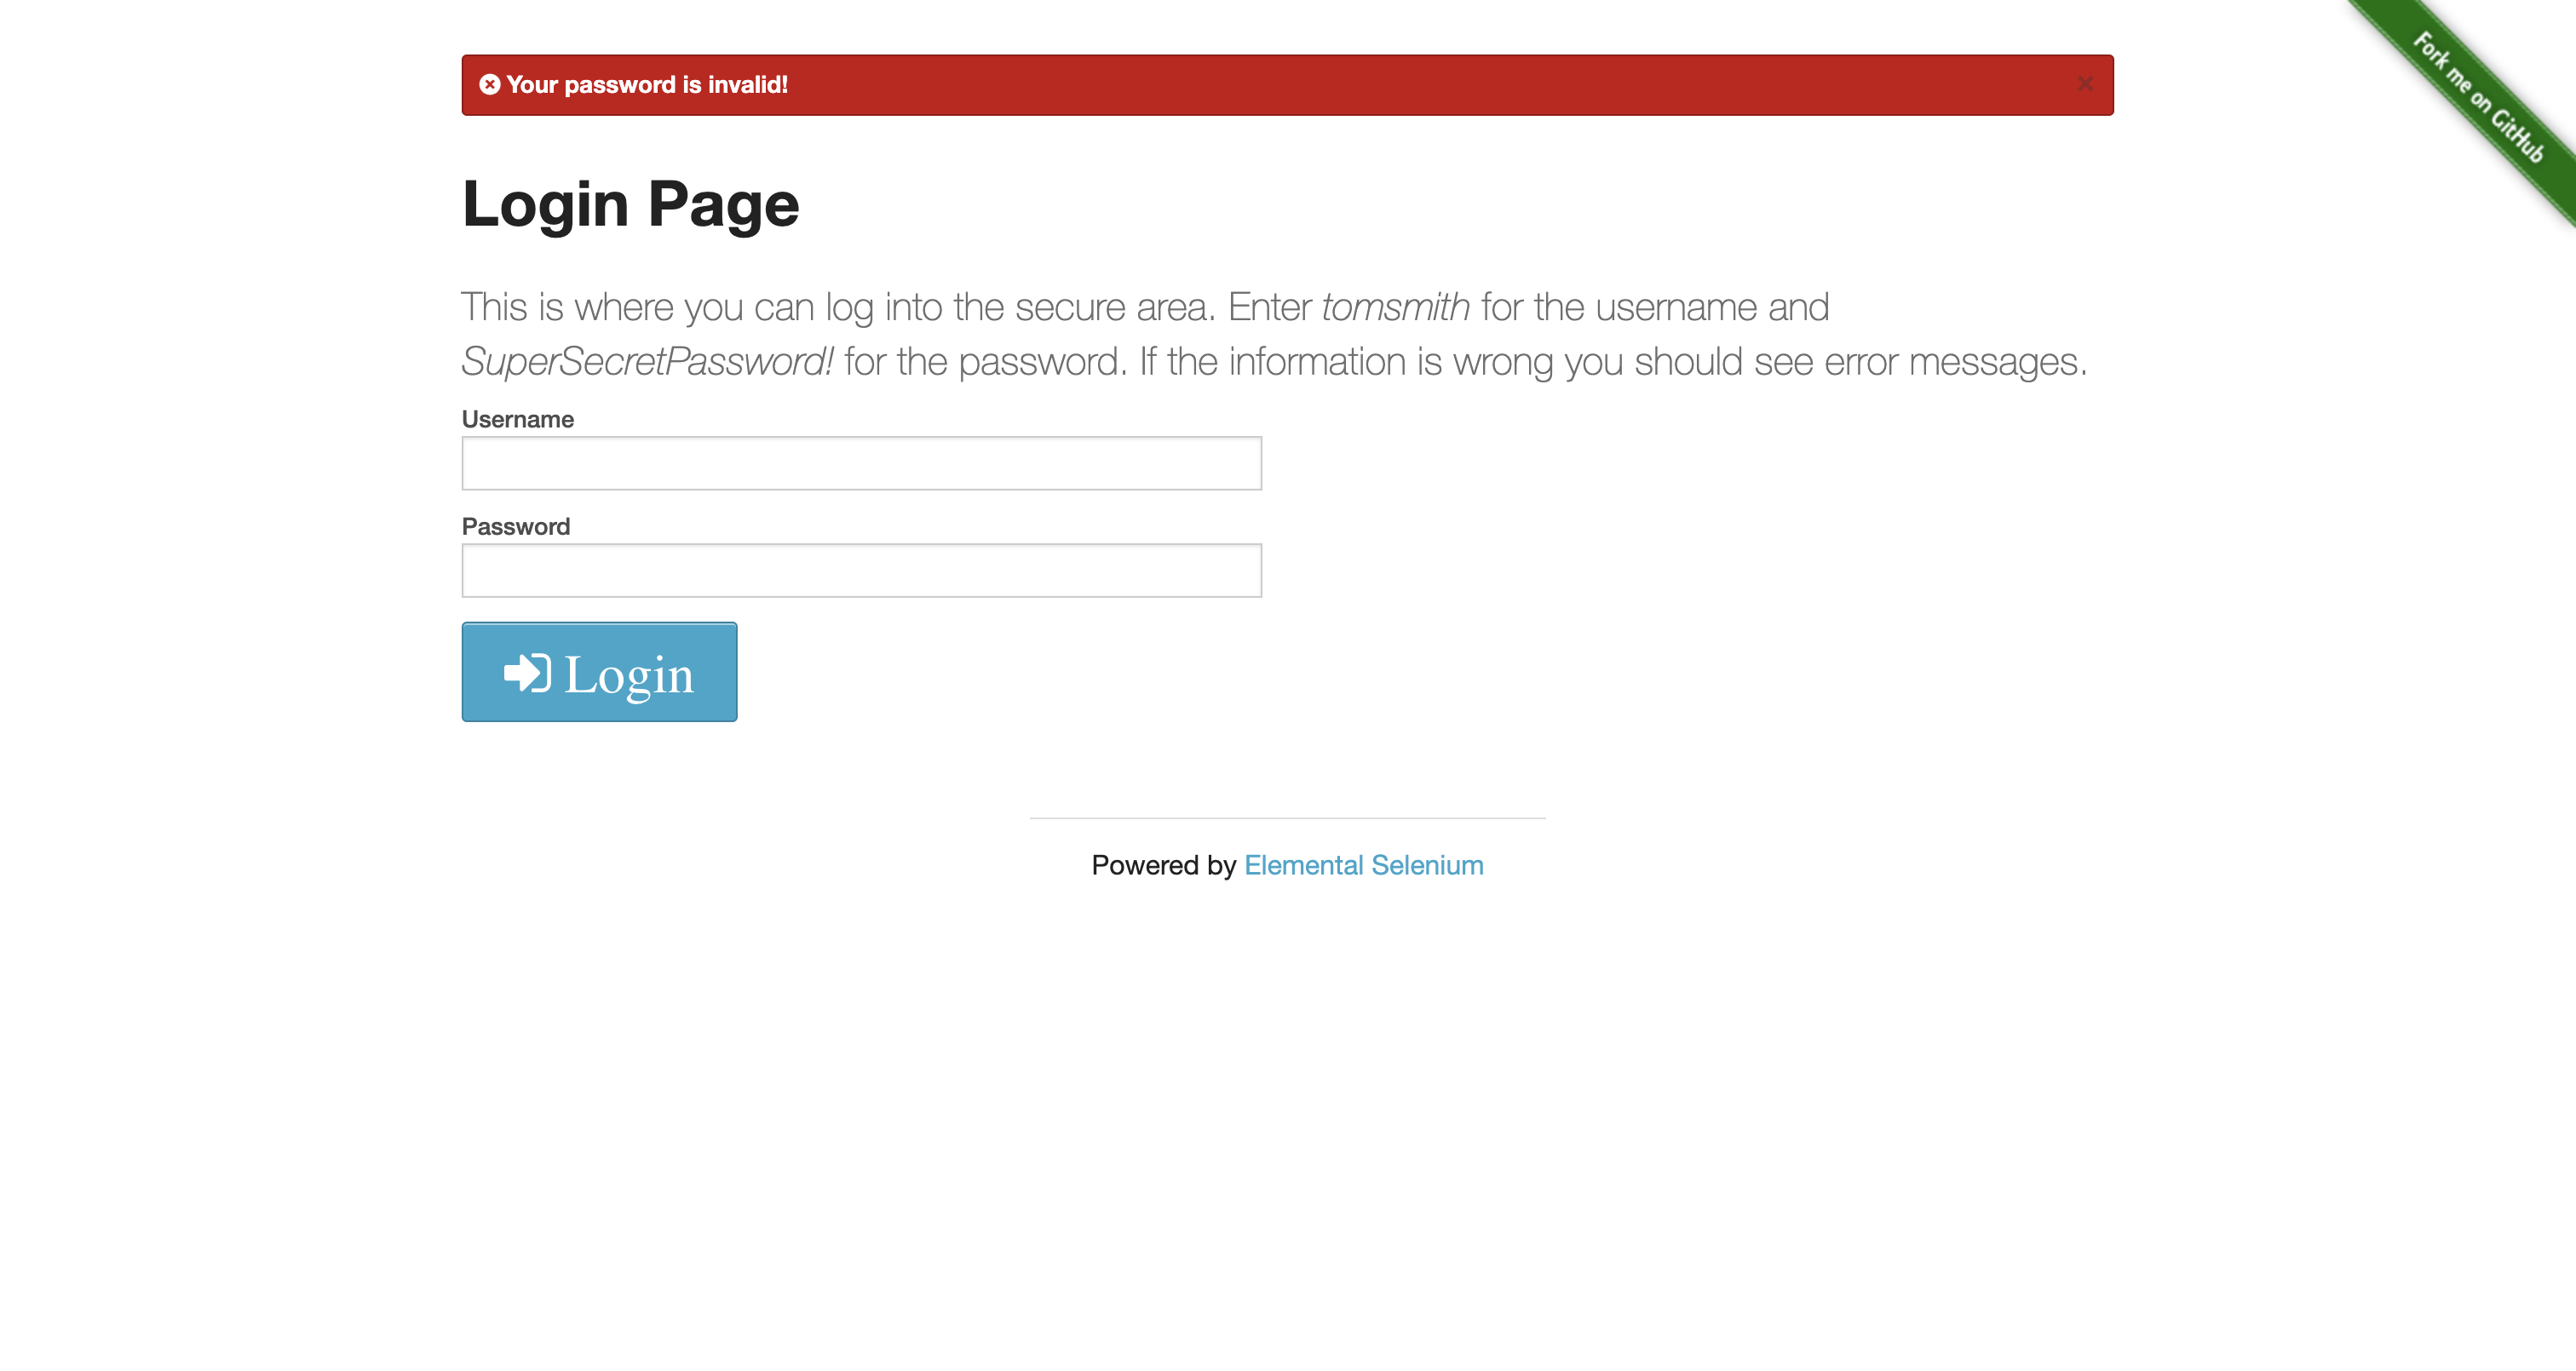 Your password is invalid!
×
Fork me on GitHub
Login Page
This is where you can log into the secure area. Enter tomsmith for the username and
SuperSecretPassword! for the password. If the information is wrong you should see error messages.
Username
Password
Login
Powered by Elemental Selenium